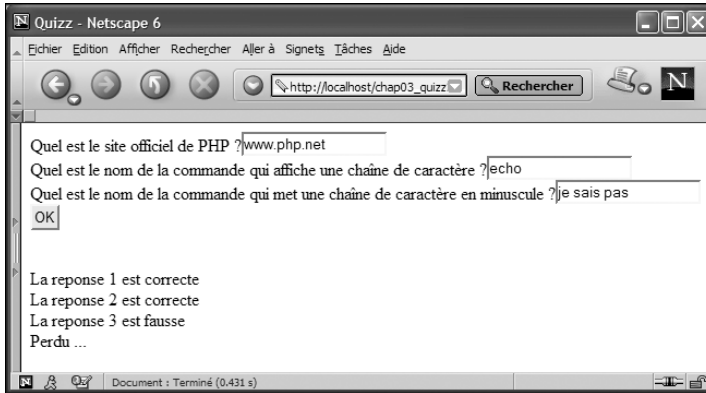 Quizz - Netscape 6
Fichier Edition Afficher Rechercher Aller à Signets Tâches Aide
http://localhost/chap03_quizz Rechercher N
Quel est le site officiel de PHP ?www.php.net
Quel est le nom de la commande qui affiche une chaîne de caractère ?echo
Quel est le nom de la commande qui met une chaîne de caractère en minuscule ?je sais pas
OK
La reponse 1 est correcte
La reponse 2 est correcte
La reponse 3 est fausse
Perdu ...
Document : Terminé (0.431 s)